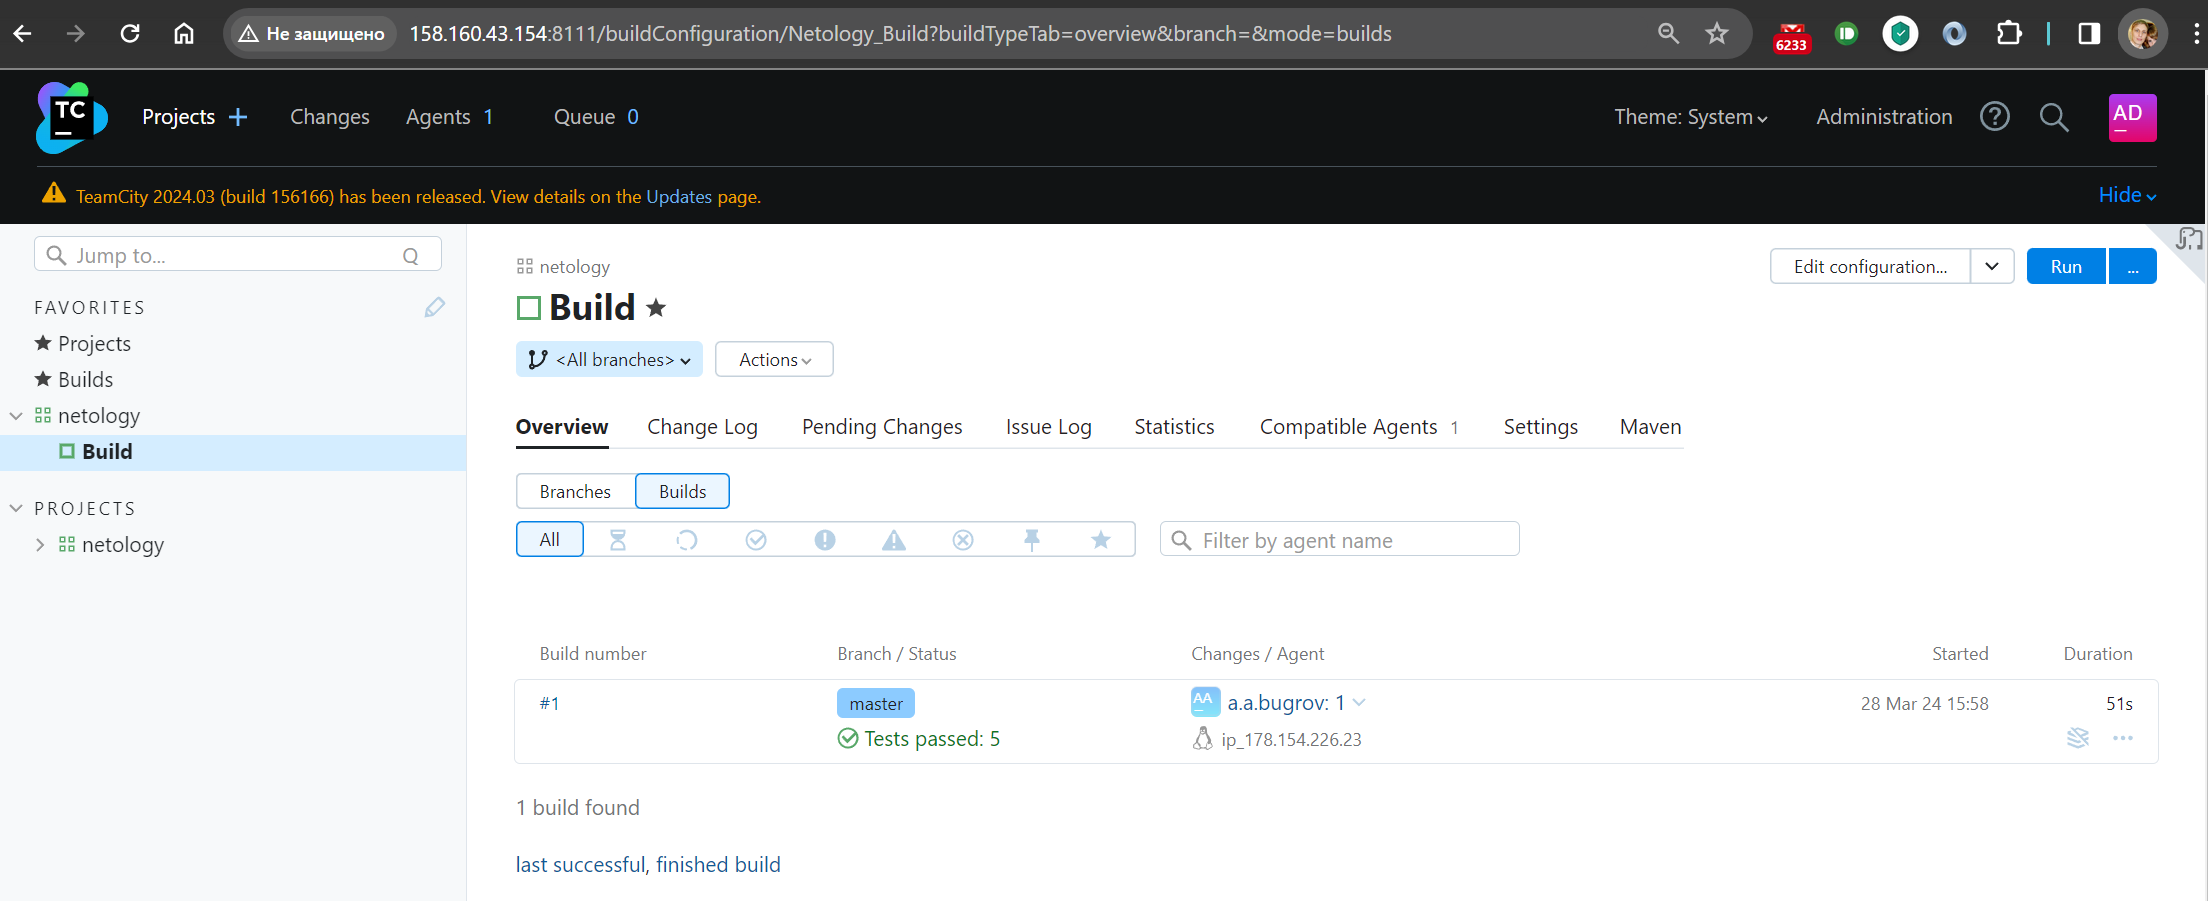 Не защищено 158.160.43.154:8111/buildConfiguration/Netology_Build?buildTypeTab=overview&branch=&mode=builds
6233
TC
Projects Changes Agents 1 Queue 0 Theme: System Administration AD
TeamCity 2024.03 (build 156166) has been released. View details on the Updates page. Hide
Jump to... Q
FAVORITES
Projects
Builds
netology
Build
PROJECTS
netology
netology
Build
Edit configuration... Run ...
<All branches> Actions
Overview Change Log Pending Changes Issue Log Statistics Compatible Agents 1 Settings Maven
Branches Builds
All Filter by agent name
Build number Branch / Status Changes / Agent Started Duration
#1 master AA a.a.bugrov: 1 28 Mar 24 15:58 51s
Tests passed: 5 ip_178.154.226.23
1 build found
last successful, finished build